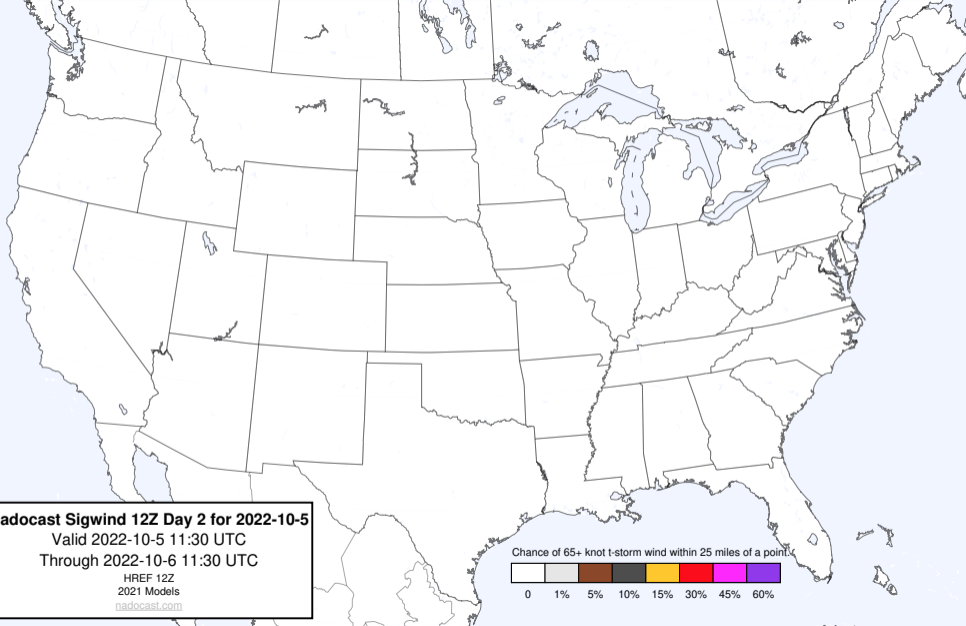 adocast Sigwind 12Z Day 2 for 2022-10-5
Valid 2022-10-5 11:30 UTC
Through 2022-10-6 11:30 UTC
HREF 12Z
2021 Models
nadocast.com
Chance of 65+ knot t-storm wind within 25 miles of a point.
0 1% 5% 10% 15% 30% 45% 60%